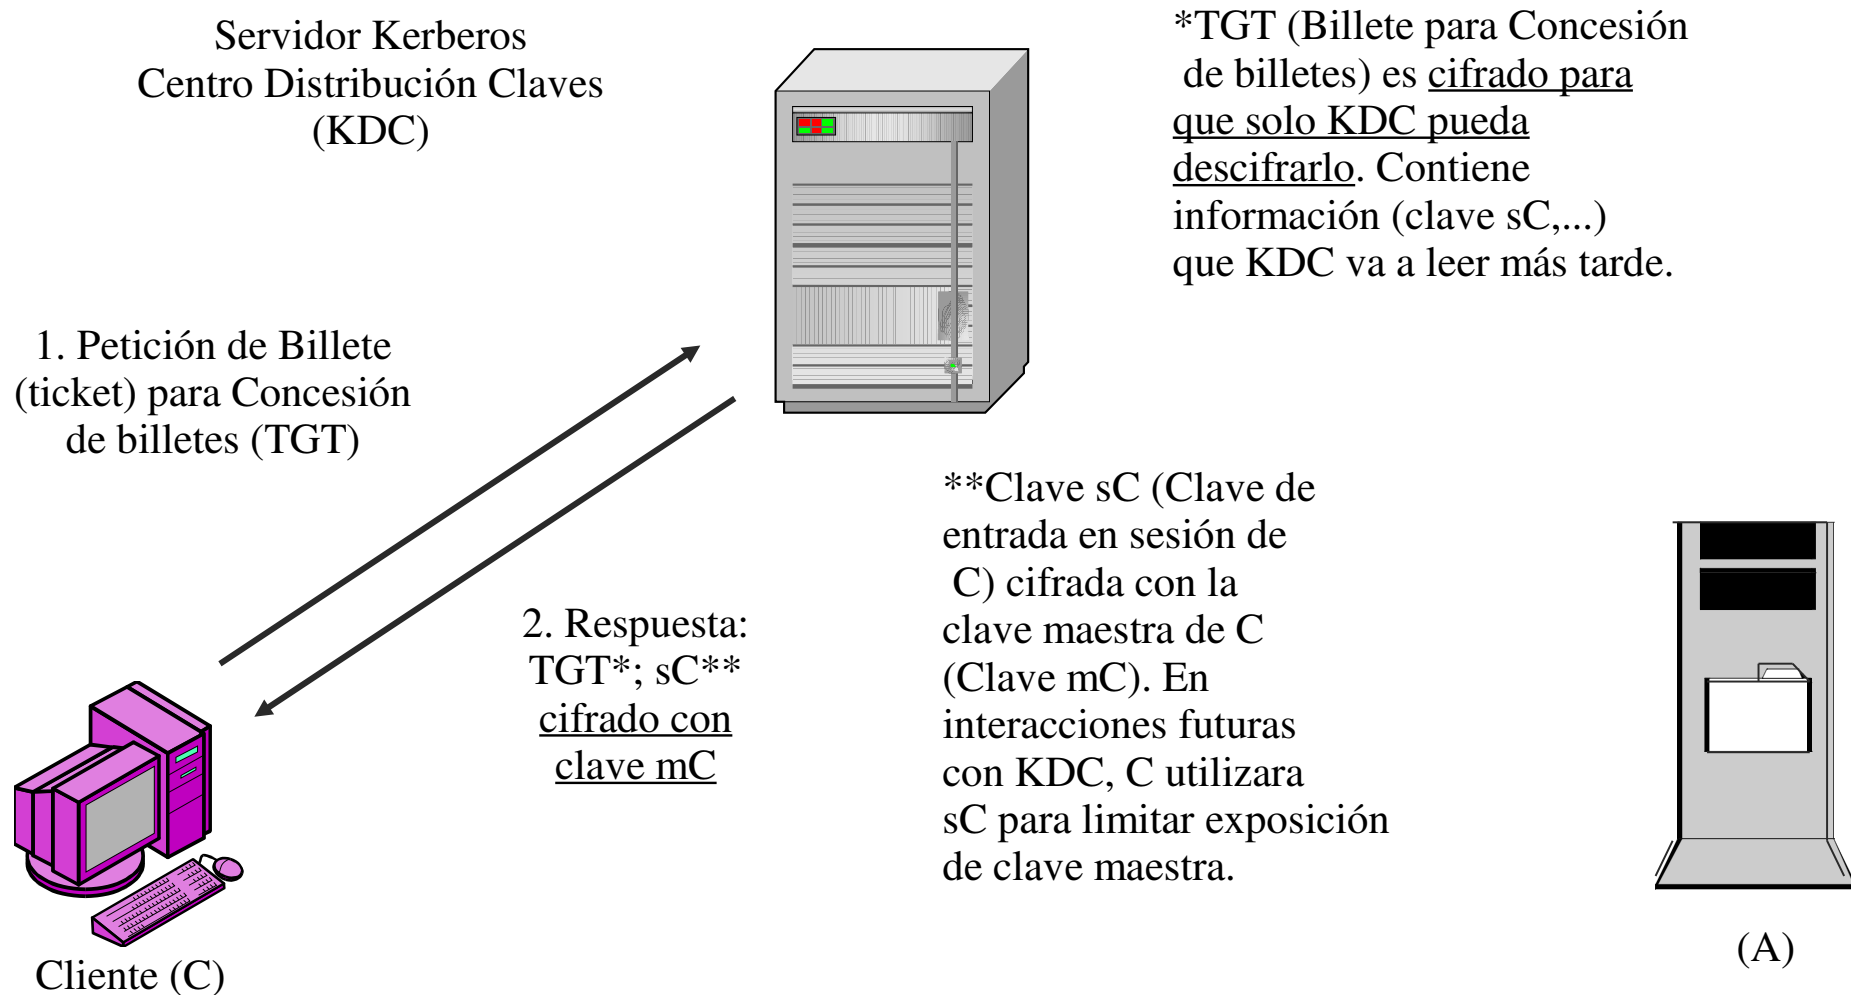 Servidor Kerberos
Centro Distribución Claves
(KDC)
*TGT (Billete para Concesión
de billetes) es cifrado para
que solo KDC pueda
descifrarlo. Contiene
información (clave sC,...)
que KDC va a leer más tarde.
1. Petición de Billete
(ticket) para Concesión
de billetes (TGT)
2. Respuesta:
TGT*; sC**
cifrado con
clave mC
**Clave sC (Clave de
entrada en sesión de
C) cifrada con la
clave maestra de C
(Clave mC). En
interacciones futuras
con KDC, C utilizara
sC para limitar exposición
de clave maestra.
Cliente (C)
(A)